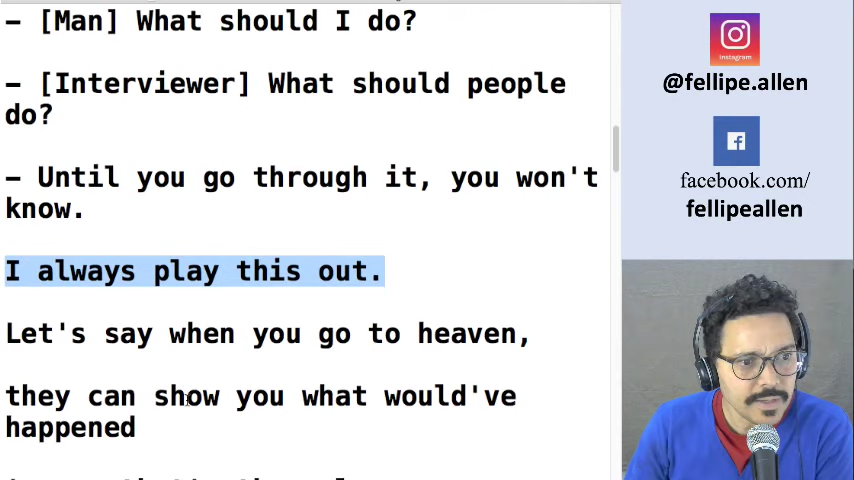 - [Man] What should I do?
- [Interviewer] What should people
do?
- Until you go through it, you won't
know.
I always play this out.
Let's say when you go to heaven,
they can show you what would've
happened
Instagram
@fellipe.allen
facebook.com/
fellipeallen